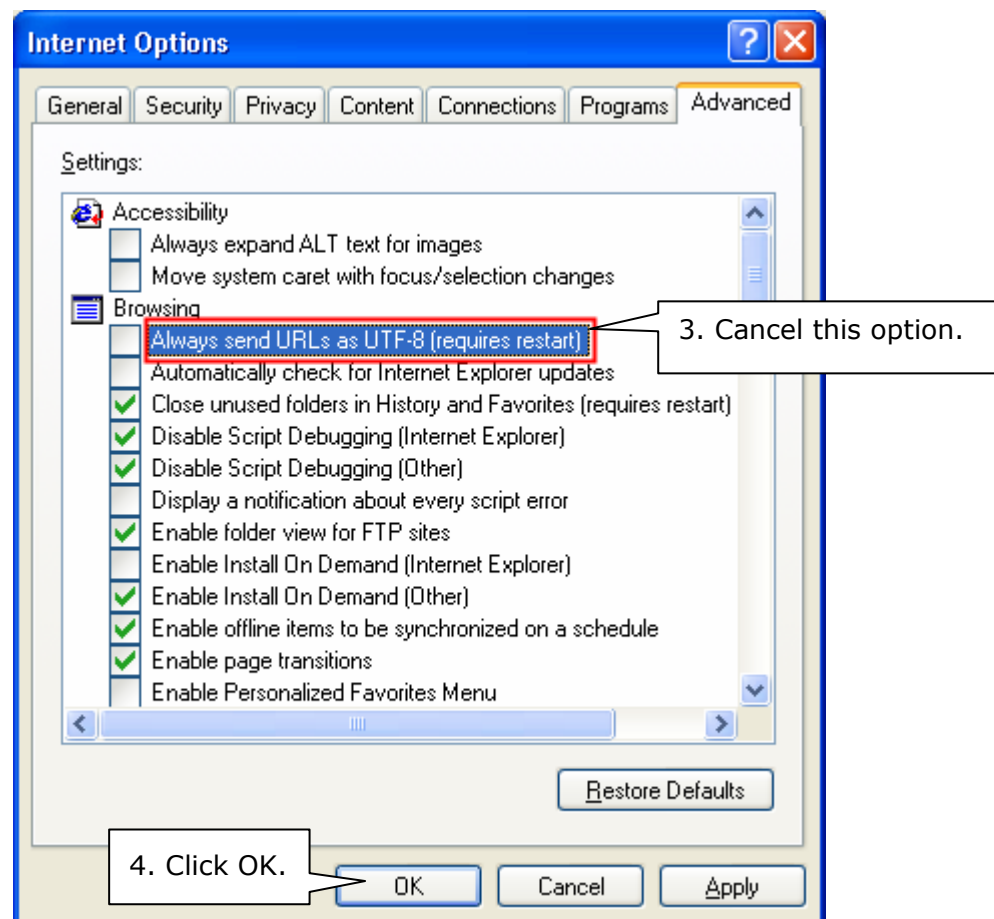 Internet Options
General Security Privacy Content Connections Programs Advanced
Settings:
Accessibility
Always expand ALT text for images
Move system caret with focus/selection changes
Browsing
Always send URLs as UTF-8 (requires restart)
3. Cancel this option.
Automatically check for Internet Explorer updates
Close unused folders in History and Favorites (requires restart)
Disable Script Debugging (Internet Explorer)
Disable Script Debugging (Other)
Display a notification about every script error
Enable folder view for FTP sites
Enable Install On Demand (Internet Explorer)
Enable Install On Demand (Other)
Enable offline items to be synchronized on a schedule
Enable page transitions
Enable Personalized Favorites Menu
Restore Defaults
4. Click OK.
OK Cancel Apply